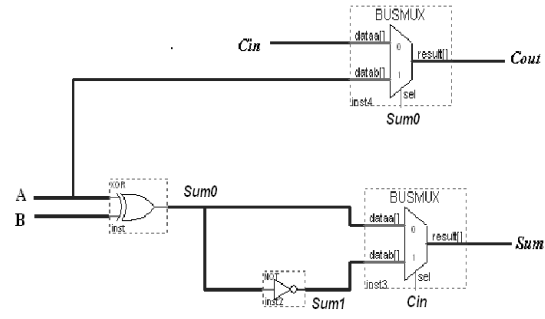 BUSMUX
Cin
dataa[]
0
result[]
Cout
datab[]
1
sel
inst4
Sum0
A
XOR
Sum0
B
inst
BUSMUX
dataa[]
0
result[]
Sum
datab[]
1
NOT
sel
inst2
Sum1
inst3
Cin